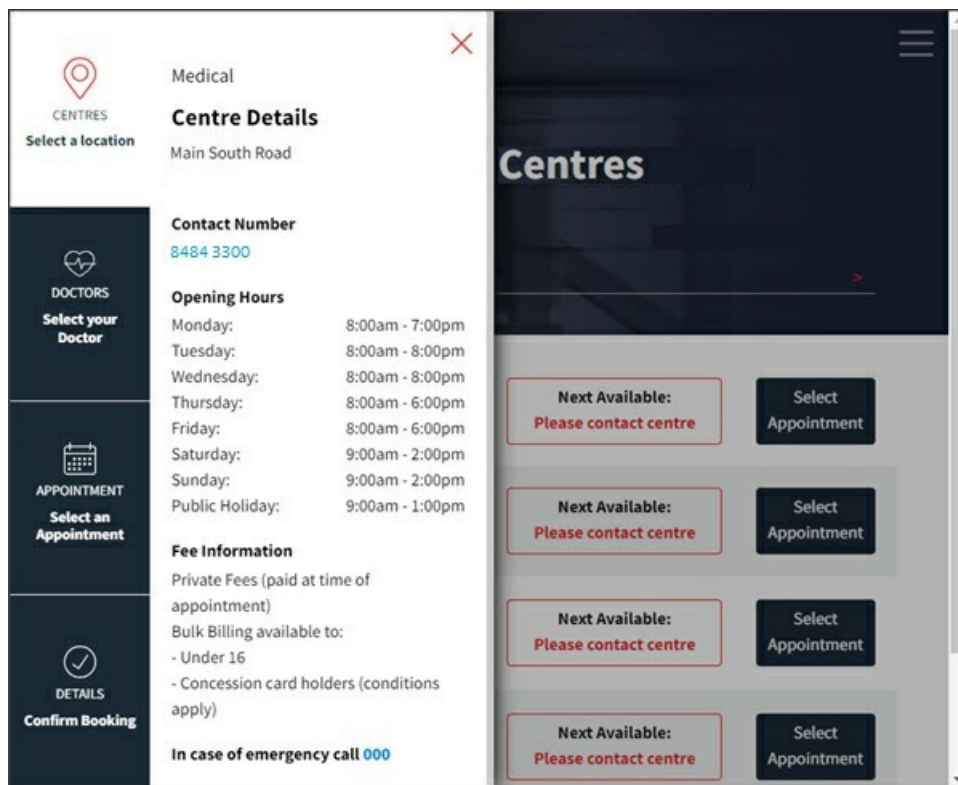 CENTRES
Select a location
DOCTORS
Select your
Doctor
APPOINTMENT
Select an
Appointment
DETAILS
Confirm Booking
Medical
Centre Details
Main South Road
Contact Number
8484 3300
Opening Hours
Monday: 8:00am - 7:00pm
Tuesday: 8:00am - 8:00pm
Wednesday: 8:00am - 8:00pm
Thursday: 8:00am - 6:00pm
Friday: 8:00am - 6:00pm
Saturday: 9:00am - 2:00pm
Sunday: 9:00am - 2:00pm
Public Holiday: 9:00am - 1:00pm
Fee Information
Private Fees (paid at time of
appointment)
Bulk Billing available to:
- Under 16
- Concession card holders (conditions
apply)
In case of emergency call 000
Centres
>
Next Available:
Please contact centre
Select
Appointment
Next Available:
Please contact centre
Select
Appointment
Next Available:
Please contact centre
Select
Appointment
Next Available:
Please contact centre
Select
Appointment